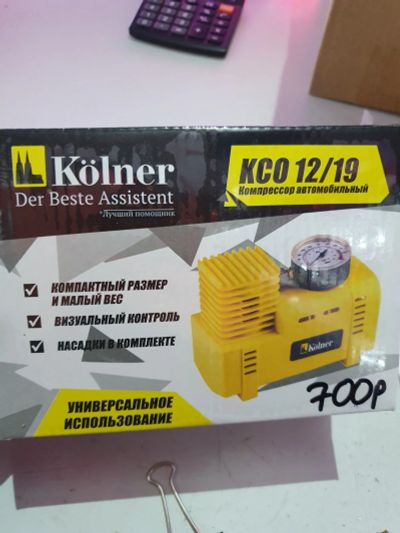 Kölner
Der Beste Assistent
*Лучший помощник
KCO 12/19
Компрессор автомобильный
КОМПАКТНЫЙ РАЗМЕР
И МАЛЫЙ ВЕС
ВИЗУАЛЬНЫЙ КОНТРОЛЬ
НАСАДКИ В КОМПЛЕКТЕ
Kölner
700р
УНИВЕРСАЛЬНОЕ
ИСПОЛЬЗОВАНИЕ